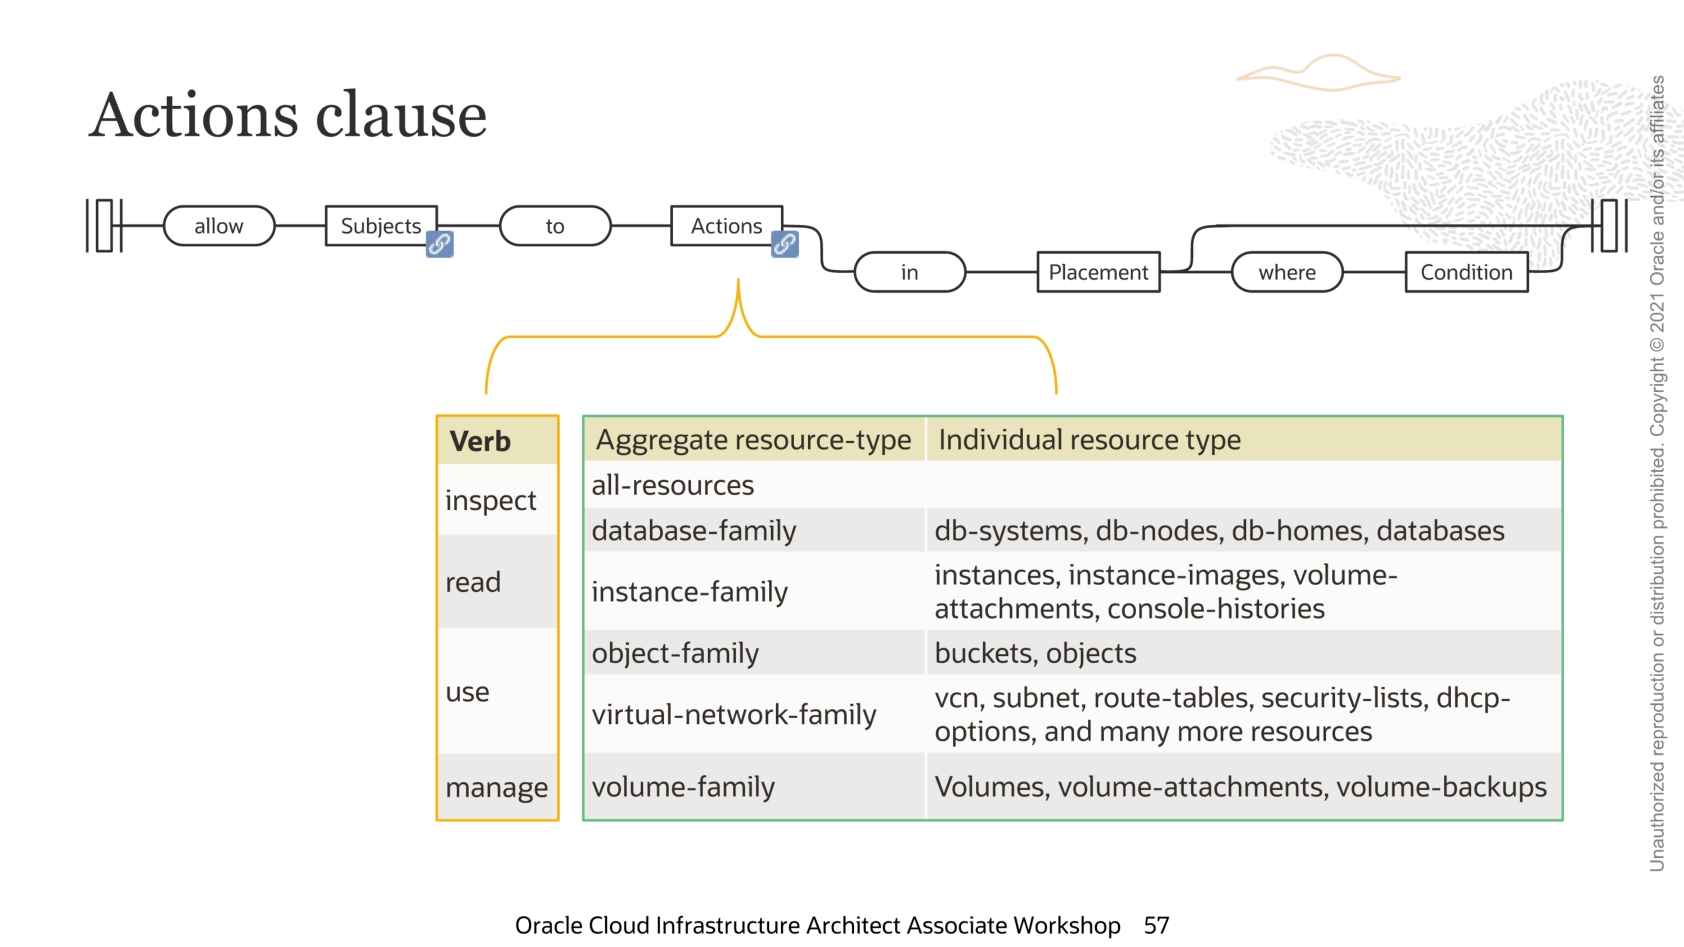 Actions clause
allow Subjects to Actions
in Placement where Condition
Verb
inspect
read
use
manage
Aggregate resource-type Individual resource type
all-resources
database-family db-systems, db-nodes, db-homes, databases
instance-family instances, instance-images, volume-
attachments, console-histories
object-family buckets, objects
virtual-network-family vcn, subnet, route-tables, security-lists, dhcp-
options, and many more resources
volume-family Volumes, volume-attachments, volume-backups
Unauthorized reproduction or distribution prohibited. Copyright © 2021 Oracle and/or its affiliates
Oracle Cloud Infrastructure Architect Associate Workshop 57